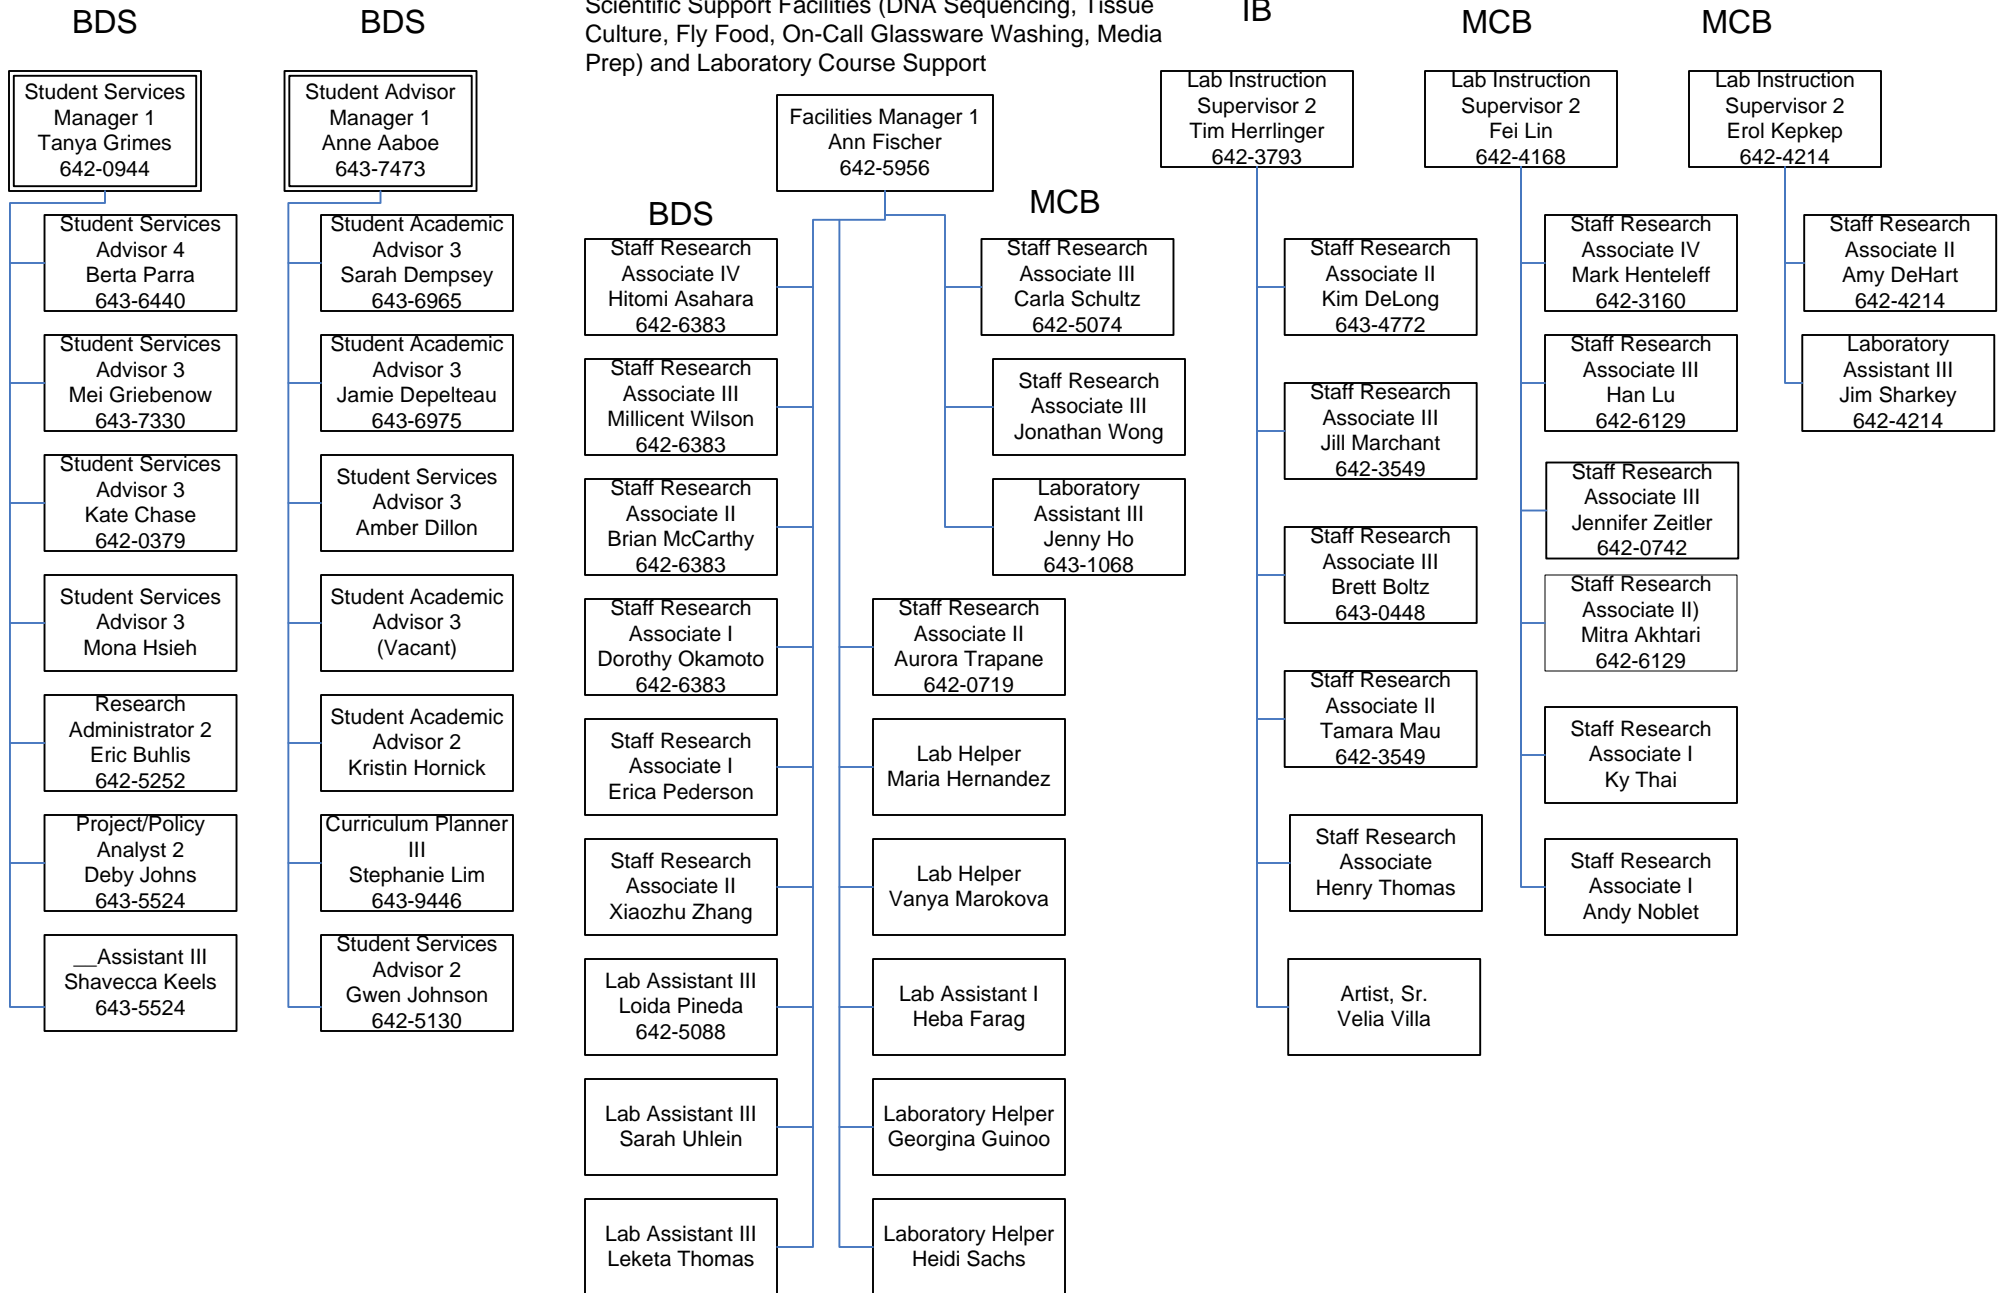 BDS
Student Services
Manager 1
Tanya Grimes
642-0944
Student Services
Advisor 4
Berta Parra
643-6440
Student Services
Advisor 3
Mei Griebenow
643-7330
Student Services
Advisor 3
Kate Chase
642-0379
Student Services
Advisor 3
Mona Hsieh
Research
Administrator 2
Eric Buhlis
642-5252
Project/Policy
Analyst 2
Deby Johns
643-5524
__Assistant III
Shavecca Keels
643-5524
BDS
Student Advisor
Manager 1
Anne Aaboe
643-7473
Student Academic
Advisor 3
Sarah Dempsey
643-6965
Student Academic
Advisor 3
Jamie Depelteau
643-6975
Student Services
Advisor 3
Amber Dillon
Student Academic
Advisor 3
(Vacant)
Student Academic
Advisor 2
Kristin Hornick
Curriculum Planner
III
Stephanie Lim
643-9446
Student Services
Advisor 2
Gwen Johnson
642-5130
Scientific Support Facilities (DNA Sequencing, Tissue
Culture, Fly Food, On-Call Glassware Washing, Media
Prep) and Laboratory Course Support
Facilities Manager 1
Ann Fischer
642-5956
BDS
Staff Research
Associate IV
Hitomi Asahara
642-6383
Staff Research
Associate III
Millicent Wilson
642-6383
Staff Research
Associate II
Brian McCarthy
642-6383
Staff Research
Associate I
Dorothy Okamoto
642-6383
Staff Research
Associate I
Erica Pederson
Staff Research
Associate II
Xiaozhu Zhang
Lab Assistant III
Loida Pineda
642-5088
Lab Assistant III
Sarah Uhlein
Lab Assistant III
Leketa Thomas
Staff Research
Associate II
Aurora Trapane
642-0719
Lab Helper
Maria Hernandez
Lab Helper
Vanya Marokova
Lab Assistant I
Heba Farag
Laboratory Helper
Georgina Guinoo
Laboratory Helper
Heidi Sachs
MCB
Staff Research
Associate III
Carla Schultz
642-5074
Staff Research
Associate III
Jonathan Wong
Laboratory
Assistant III
Jenny Ho
643-1068
IB
Lab Instruction
Supervisor 2
Tim Herrlinger
642-3793
Staff Research
Associate II
Kim DeLong
643-4772
Staff Research
Associate III
Jill Marchant
642-3549
Staff Research
Associate III
Brett Boltz
643-0448
Staff Research
Associate II
Tamara Mau
642-3549
Staff Research
Associate
Henry Thomas
Artist, Sr.
Velia Villa
MCB
Lab Instruction
Supervisor 2
Fei Lin
642-4168
Staff Research
Associate IV
Mark Henteleff
642-3160
Staff Research
Associate III
Han Lu
642-6129
Staff Research
Associate III
Jennifer Zeitler
642-0742
Staff Research
Associate II)
Mitra Akhtari
642-6129
Staff Research
Associate I
Ky Thai
Staff Research
Associate I
Andy Noblet
MCB
Lab Instruction
Supervisor 2
Erol Kepkep
642-4214
Staff Research
Associate II
Amy DeHart
642-4214
Laboratory
Assistant III
Jim Sharkey
642-4214